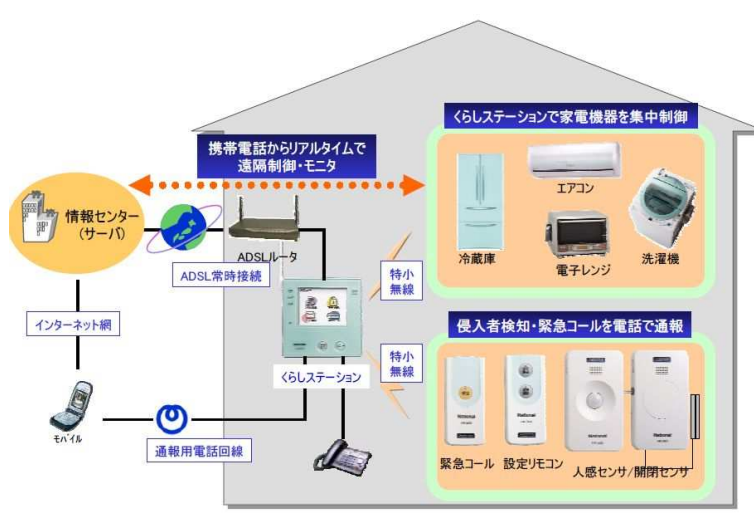 くらしステーションで家電機器を集中制御
携帯電話からリアルタイムで
遠隔制御・モニタ
エアコン
情報センター
(サーバ)
冷蔵庫
電子レンジ
洗濯機
ADSLルータ
ADSL常時接続
特小
無線
インターネット網
侵入者検知・緊急コールを電話で通報
特小
無線
くらしステーション
モバイル
通報用電話回線
緊急コール
設定リモコン
人感センサ/開閉センサ
National
National
National
National